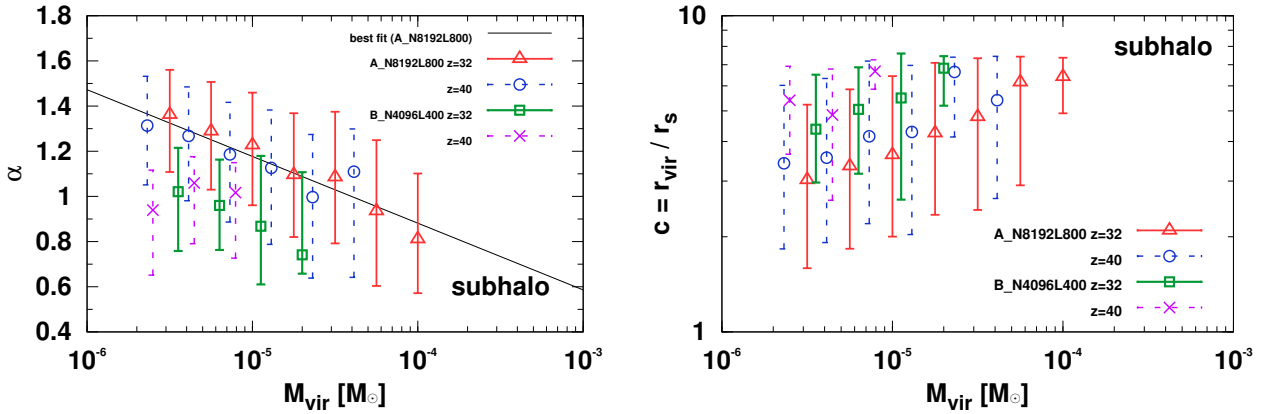 1.8
1.6
1.4
1.2
1
0.8
0.6
0.4
α
best fit (A_N8192L800)
A_N8192L800 z=32
z=40
B_N4096L400 z=32
z=40
subhalo
10⁻⁶ 10⁻⁵ 10⁻⁴ 10⁻³
M_vir [M_⊙]
10
1
c = r_vir / r_s
subhalo
A_N8192L800 z=32
z=40
B_N4096L400 z=32
z=40
10⁻⁶ 10⁻⁵ 10⁻⁴ 10⁻³
M_vir [M_⊙]